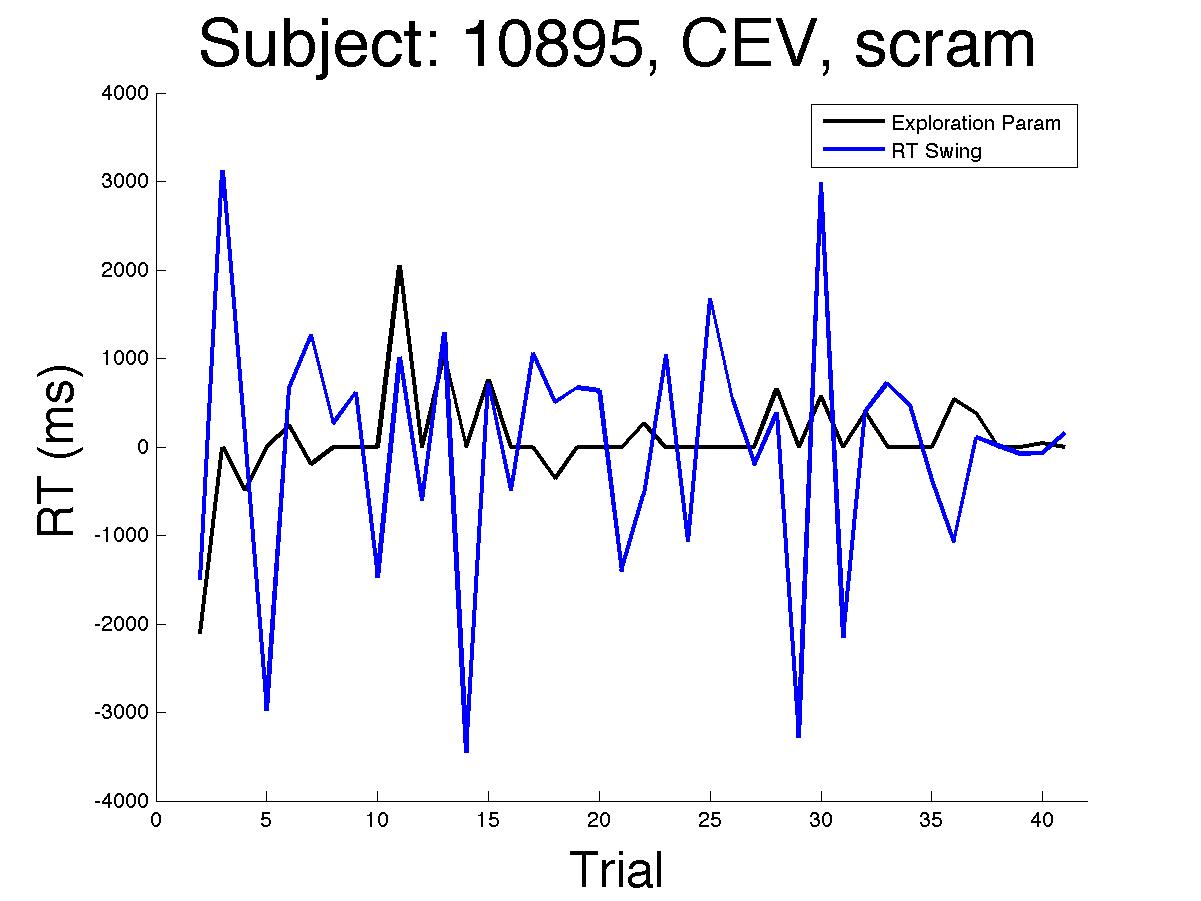 Subject: 10895, CEV, scram
Exploration Param
RT Swing
RT (ms)
4000
3000
2000
1000
0
-1000
-2000
-3000
-4000
0 5 10 15 20 25 30 35 40
Trial